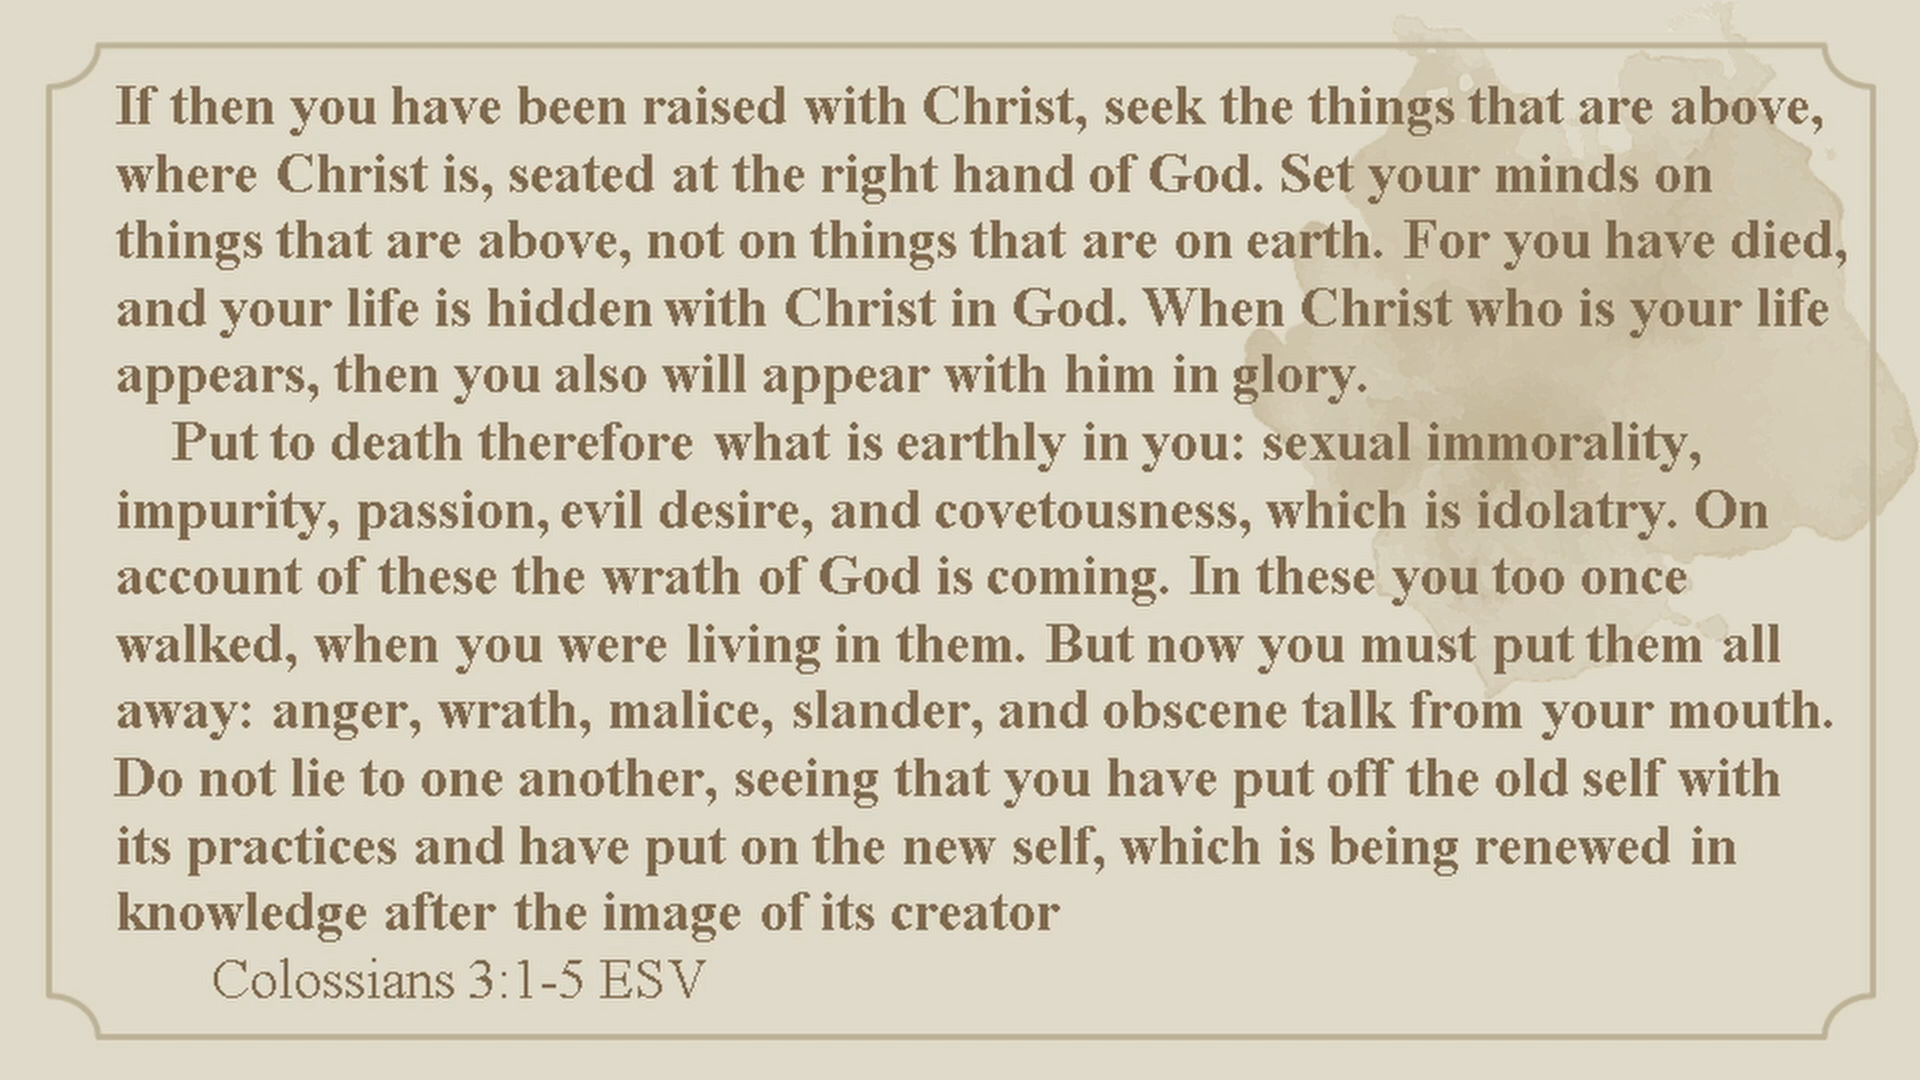 If then you have been raised with Christ, seek the things that are above,
where Christ is, seated at the right hand of God. Set your minds on
things that are above, not on things that are on earth. For you have died,
and your life is hidden with Christ in God. When Christ who is your life
appears, then you also will appear with him in glory.
Put to death therefore what is earthly in you: sexual immorality,
impurity, passion, evil desire, and covetousness, which is idolatry. On
account of these the wrath of God is coming. In these you too once
walked, when you were living in them. But now you must put them all
away: anger, wrath, malice, slander, and obscene talk from your mouth.
Do not lie to one another, seeing that you have put off the old self with
its practices and have put on the new self, which is being renewed in
knowledge after the image of its creator
Colossians 3:1-5 ESV